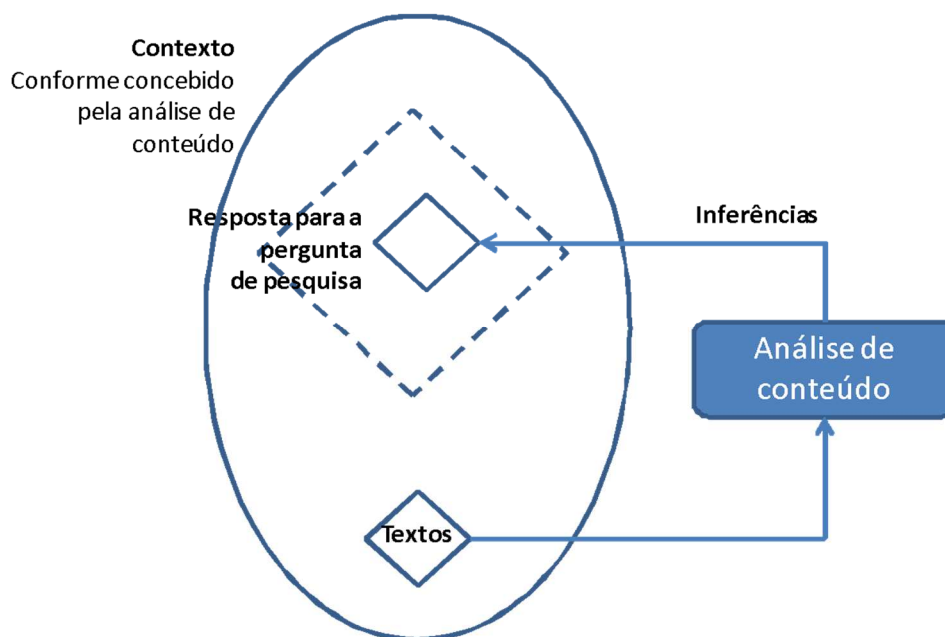 Contexto
Conforme concebido
pela análise de
conteúdo
Resposta para a
pergunta
de pesquisa
Inferências
Análise de
conteúdo
Textos